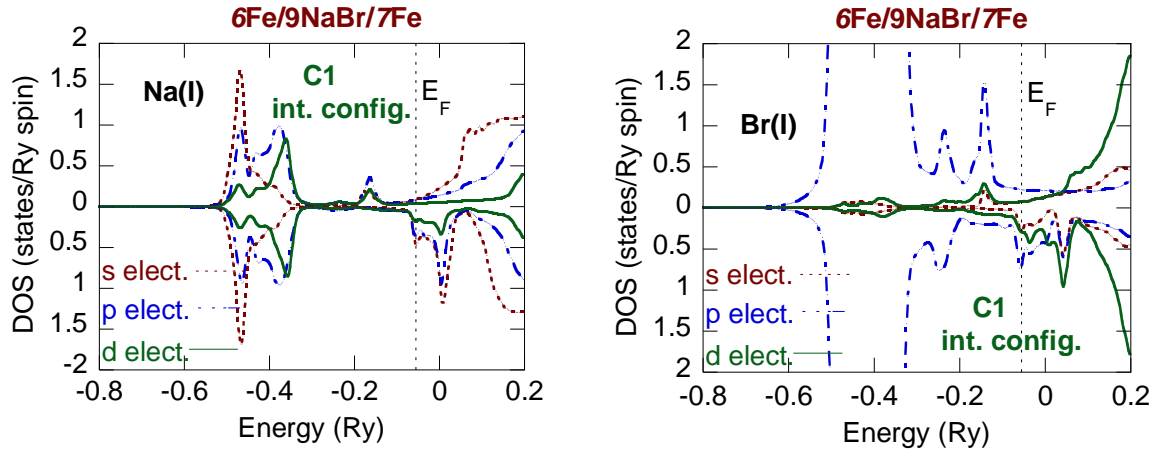 6Fe/9NaBr/7Fe
2
1.5
1
0.5
0
0.5
1
1.5
-2
DOS (states/Ry spin)
Na(I)
C1
int. config.
E_F
s elect.
p elect.
d elect.
-0.8 -0.6 -0.4 -0.2 0 0.2
Energy (Ry)
6Fe/9NaBr/7Fe
2
1.5
1
0.5
0
0.5
1
1.5
2
DOS (states/Ry spin)
Br(I)
E_F
s elect.
p elect.
d elect.
C1
int. config.
-0.8 -0.6 -0.4 -0.2 0 0.2
Energy (Ry)